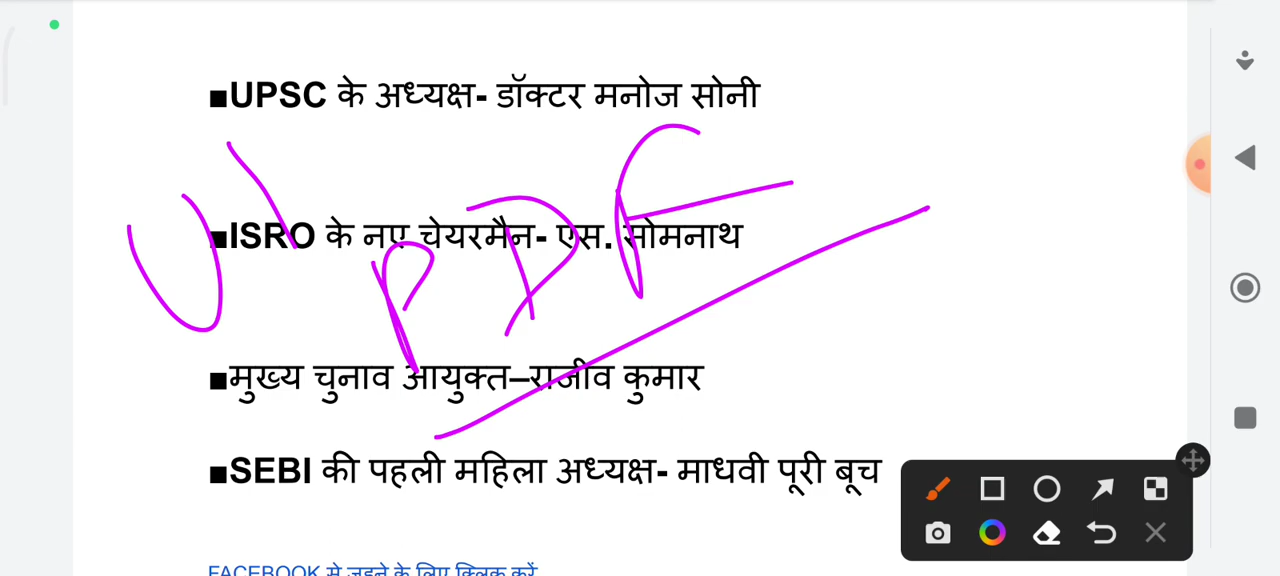 ■UPSC के अध्यक्ष- डॉक्टर मनोज सोनी
■ISRO के नए चेयरमैन- एस. सोमनाथ
PDF
■मुख्य चुनाव आयुक्त–राजीव कुमार
■SEBI की पहली महिला अध्यक्ष- माधवी पूरी बूच
FACEBOOK से जुड़ने के लिए क्लिक करें